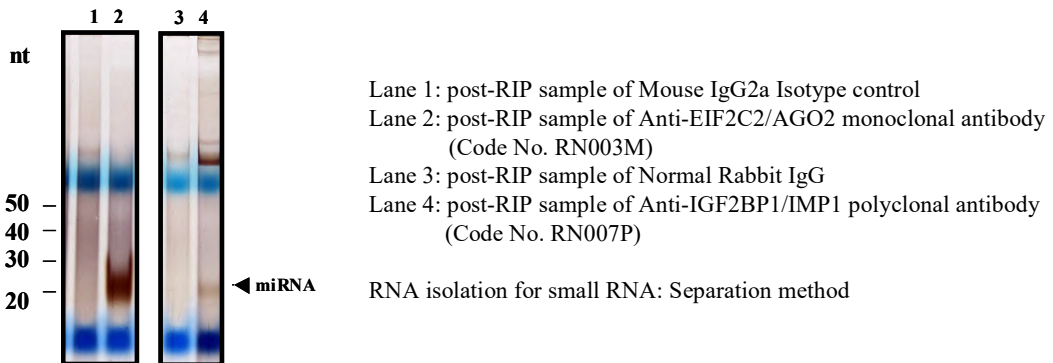 1 2 3 4
nt
50
40
30
20
miRNA
Lane 1: post-RIP sample of Mouse IgG2a Isotype control
Lane 2: post-RIP sample of Anti-EIF2C2/AGO2 monoclonal antibody
(Code No. RN003M)
Lane 3: post-RIP sample of Normal Rabbit IgG
Lane 4: post-RIP sample of Anti-IGF2BP1/IMP1 polyclonal antibody
(Code No. RN007P)
RNA isolation for small RNA: Separation method